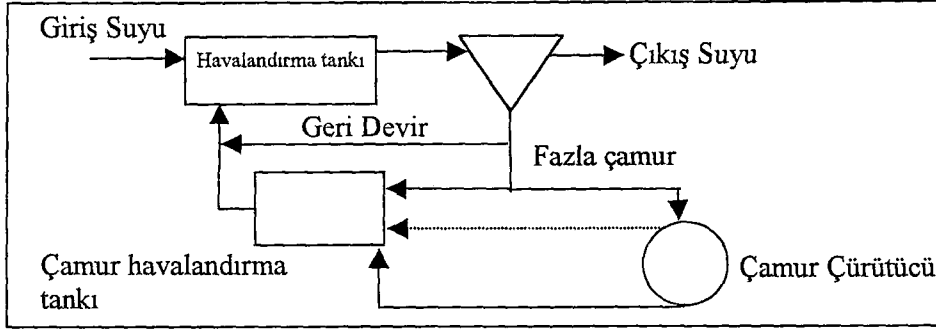 Giriş Suyu
Havalandırma tankı
Çıkış Suyu
Geri Devir
Fazla çamur
Çamur havalandırma
tankı
Çamur Çürütücü